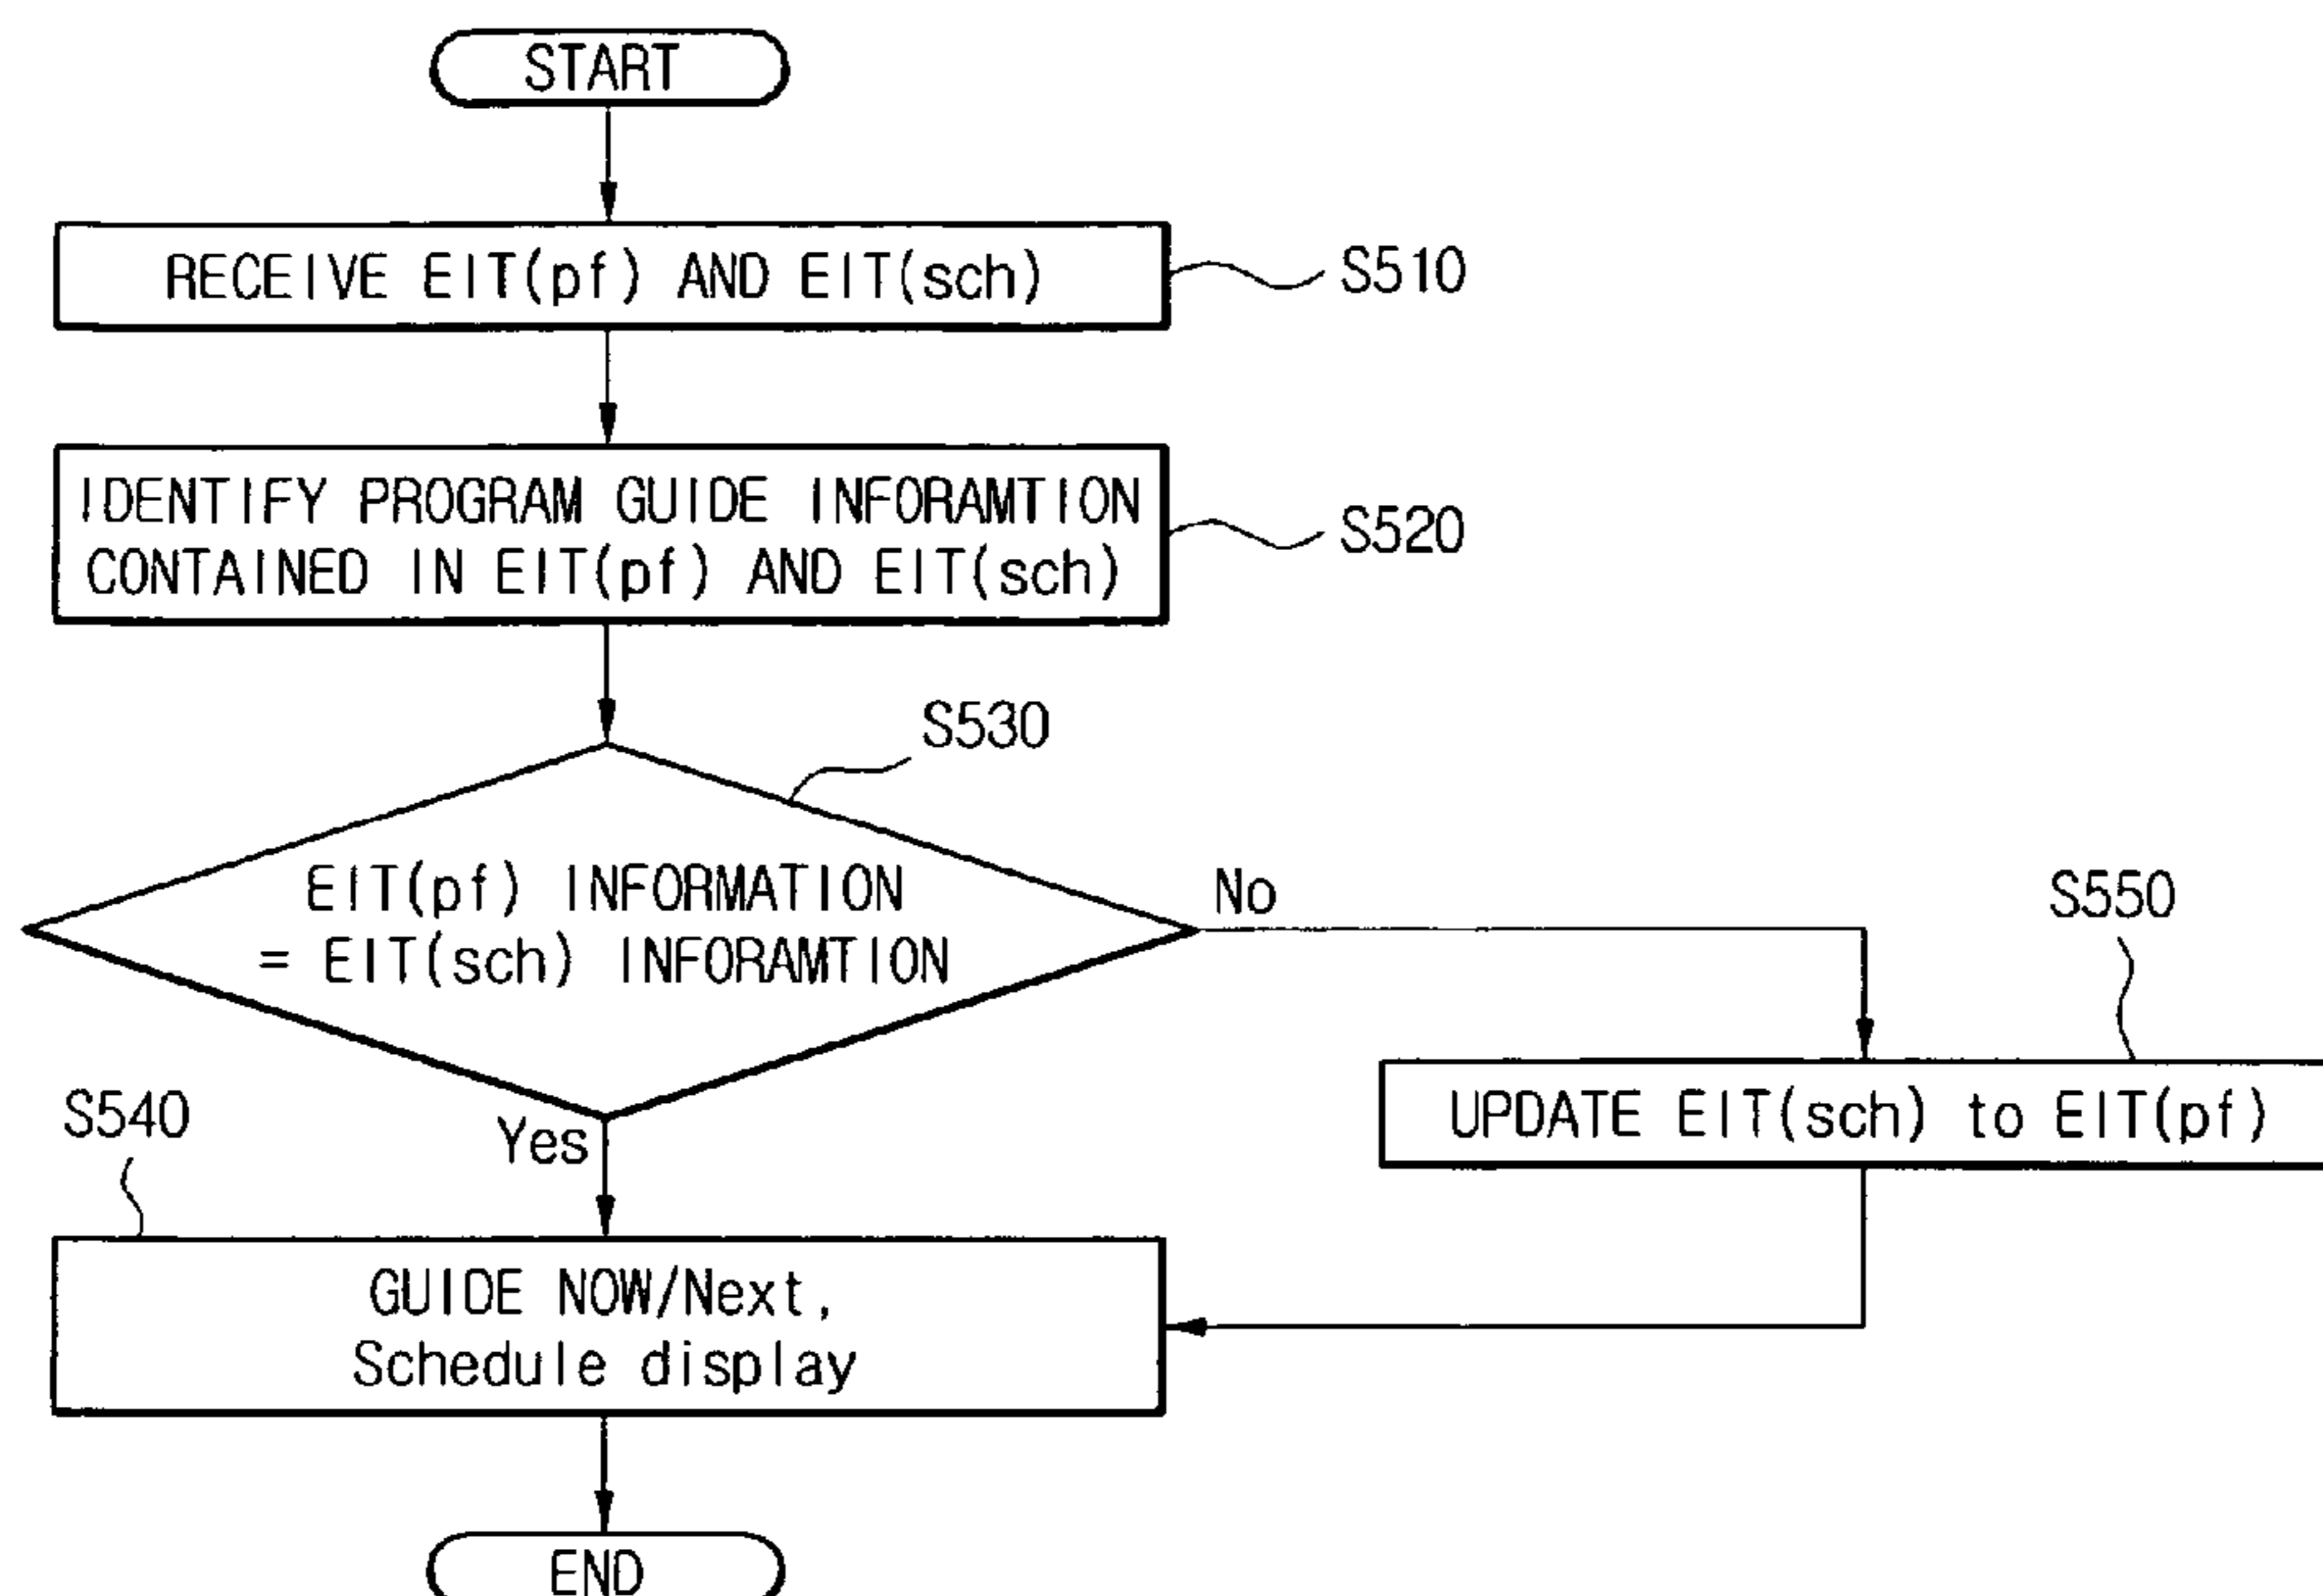 START
RECEIVE EIT(pf) AND EIT(sch)
S510
IDENTIFY PROGRAM GUIDE INFORAMTION
CONTAINED IN EIT(pf) AND EIT(sch)
S520
S530
EIT(pf) INFORMATION
= EIT(sch) INFORAMTION
No
S550
UPDATE EIT(sch) to EIT(pf)
Yes
S540
GUIDE NOW/Next,
Schedule display
END